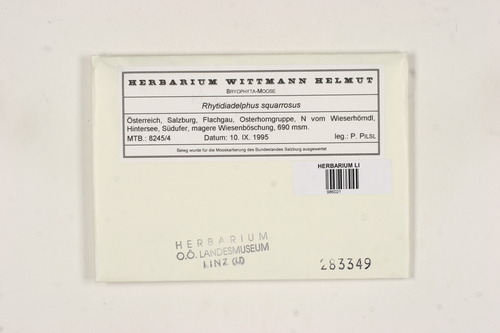 HERBARIUM WITTMANN HELMUT
BRYOPHYTA-MOOSE
Rhytidiadelphus squarrosus
Österreich, Salzburg, Flachgau, Osterhorngruppe, N vom Wieserhörndl,
Hintersee, Südufer, magere Wiesenböschung, 690 msm.
MTB.: 8245/4 Datum: 10. IX. 1995 leg.: P. PILSL
Beleg wurde für die Mooskartierung des Bundeslandes Salzburg ausgewertet
HERBARIUM LI
986021
HERBARIUM
O.Ö. LANDESMUSEUM
LINZ
283349